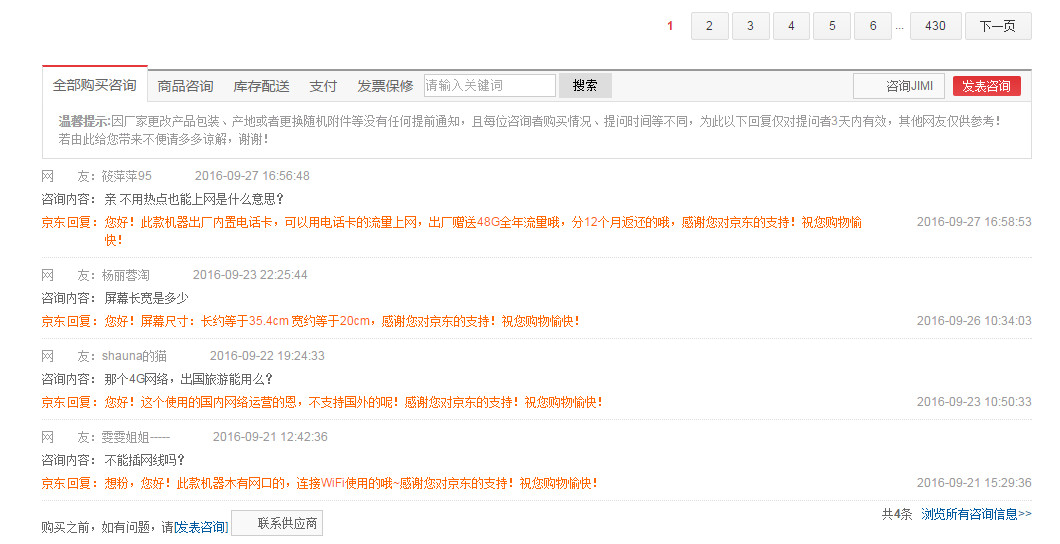 1 2 3 4 5 6 ... 430 下一页
全部购买咨询 商品咨询 库存配送 支付 发票保修 请输入关键词 搜索 咨询JIMI 发表咨询
温馨提示:因厂家更改产品包装、产地或者更换随机附件等没有任何提前通知，且每位咨询者购买情况、提问时间等不同，为此以下回复仅对提问者3天内有效，其他网友仅供参考！
若由此给您带来不便请多多谅解，谢谢！
网 友：筱萍萍95 2016-09-27 16:56:48
咨询内容：亲 不用热点也能上网是什么意思？
京东回复：您好！此款机器出厂内置电话卡，可以用电话卡的流量上网，出厂赠送48G全年流量哦，分12个月返还的哦，感谢您对京东的支持！祝您购物愉 2016-09-27 16:58:53
快！
网 友：杨丽蓉淘 2016-09-23 22:25:44
咨询内容：屏幕长宽是多少
京东回复：您好！屏幕尺寸：长约等于35.4cm 宽约等于20cm，感谢您对京东的支持！祝您购物愉快！ 2016-09-26 10:34:03
网 友：shauna的猫 2016-09-22 19:24:33
咨询内容：那个4G网络，出国旅游能用么？
京东回复：您好！这个使用的国内网络运营的恩，不支持国外的呢！感谢您对京东的支持！祝您购物愉快！ 2016-09-23 10:50:33
网 友：雯雯姐姐----- 2016-09-21 12:42:36
咨询内容：不能插网线吗？
京东回复：想粉，您好！此款机器木有网口的，连接WiFi使用的哦~感谢您对京东的支持！祝您购物愉快！ 2016-09-21 15:29:36
购买之前，如有问题，请[发表咨询] 联系供应商 共4条 浏览所有咨询信息>>